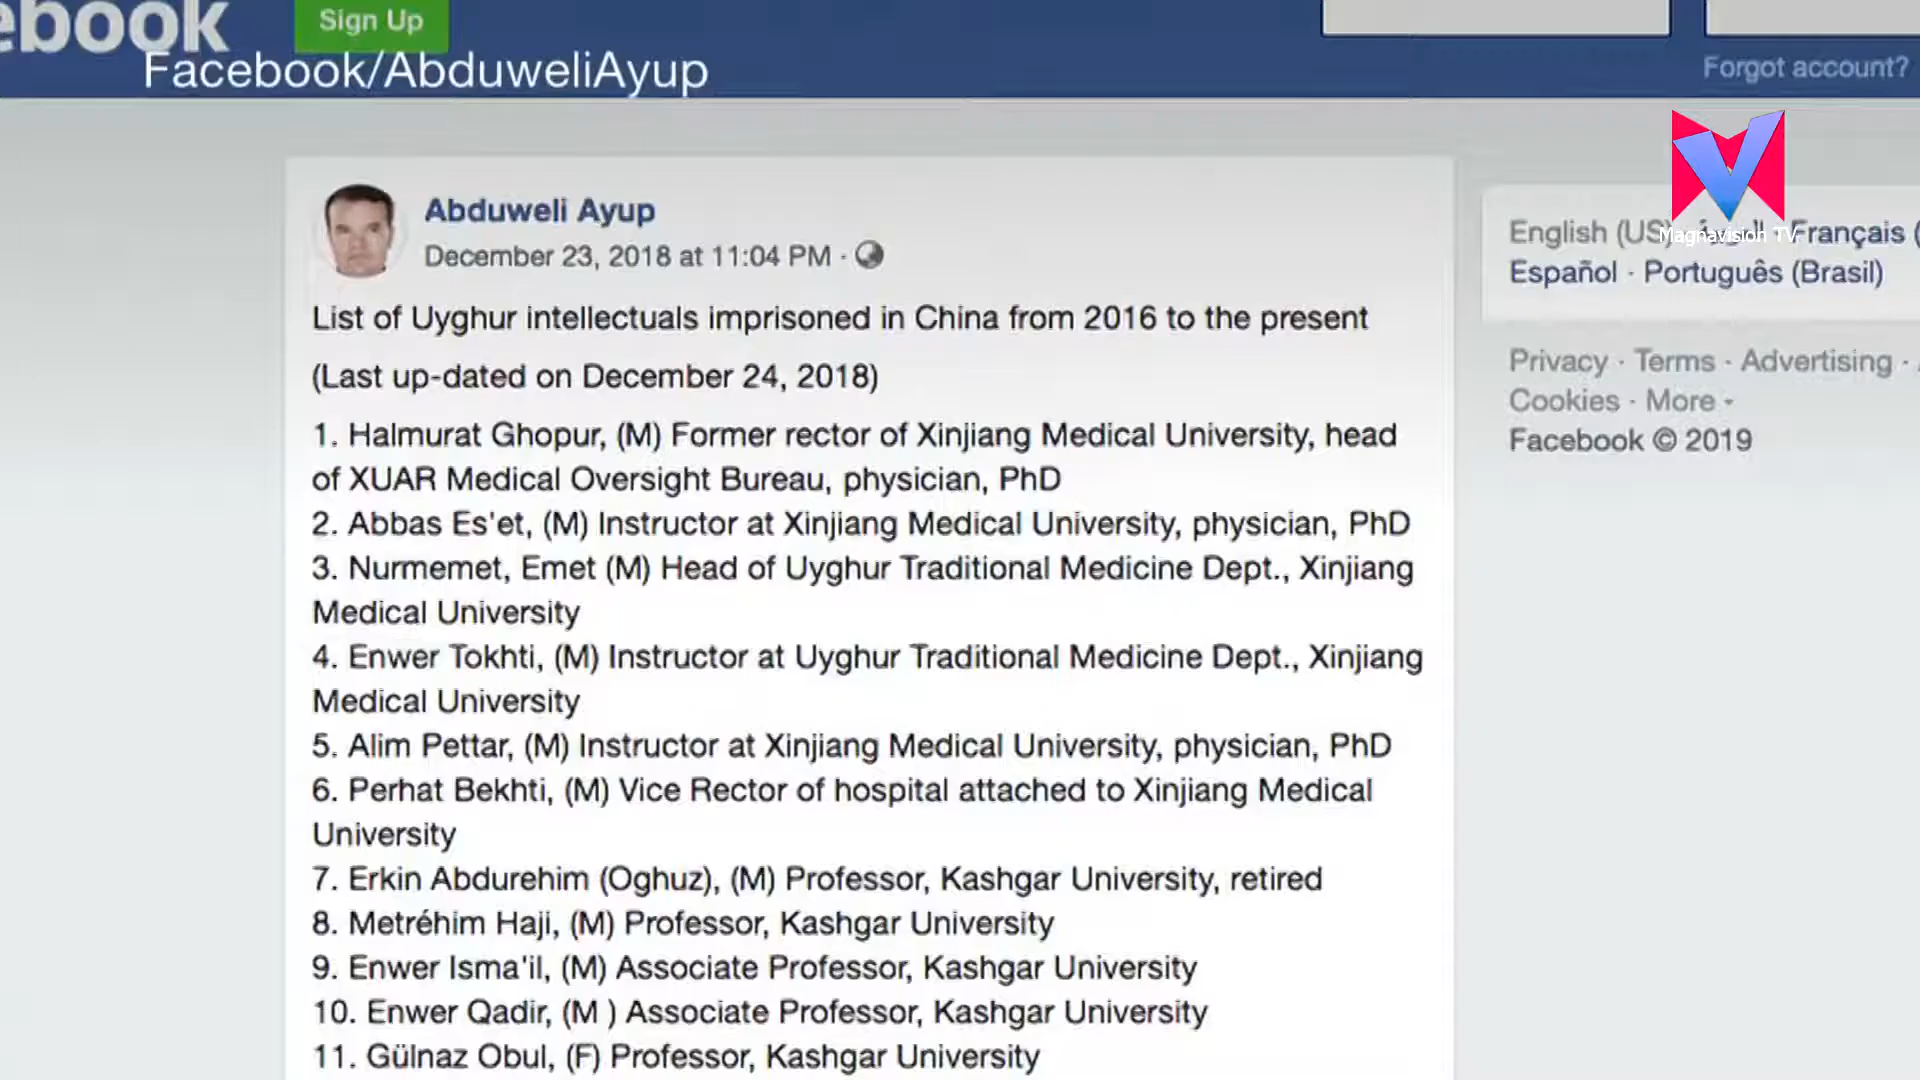 ebook
Sign Up
Facebook/AbduweliAyup
Forgot account?
Abduweli Ayup
December 23, 2018 at 11:04 PM ·
List of Uyghur intellectuals imprisoned in China from 2016 to the present
(Last up-dated on December 24, 2018)
1. Halmurat Ghopur, (M) Former rector of Xinjiang Medical University, head
of XUAR Medical Oversight Bureau, physician, PhD
2. Abbas Es'et, (M) Instructor at Xinjiang Medical University, physician, PhD
3. Nurmemet, Emet (M) Head of Uyghur Traditional Medicine Dept., Xinjiang
Medical University
4. Enwer Tokhti, (M) Instructor at Uyghur Traditional Medicine Dept., Xinjiang
Medical University
5. Alim Pettar, (M) Instructor at Xinjiang Medical University, physician, PhD
6. Perhat Bekhti, (M) Vice Rector of hospital attached to Xinjiang Medical
University
7. Erkin Abdurehim (Oghuz), (M) Professor, Kashgar University, retired
8. Metréhim Haji, (M) Professor, Kashgar University
9. Enwer Isma'il, (M) Associate Professor, Kashgar University
10. Enwer Qadir, (M ) Associate Professor, Kashgar University
11. Gülnaz Obul, (F) Professor, Kashgar University
Magnavision TV
English (US) · Français (
Español · Português (Brasil)
Privacy · Terms · Advertising ·
Cookies · More
Facebook © 2019